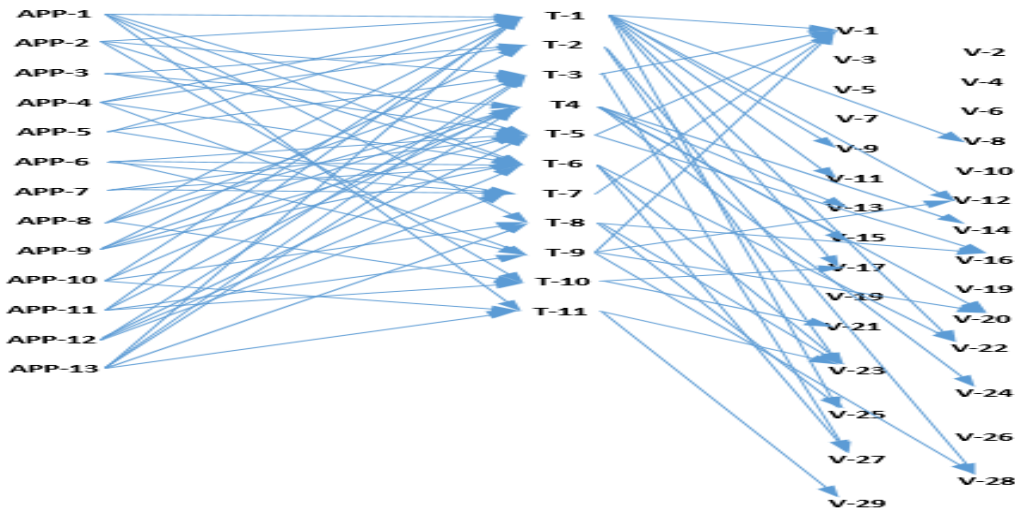 APP-1
APP-2
APP-3
APP-4
APP-5
APP-6
APP-7
APP-8
APP-9
APP-10
APP-11
APP-12
APP-13
T-1
T-2
T-3
T4
T-5
T-6
T-7
T-8
T-9
T-10
T-11
V-1
V-3
V-5
V-7
V-9
V-11
V-13
V-15
V-17
V-19
V-21
V-23
V-25
V-27
V-29
V-2
V-4
V-6
V-8
V-10
V-12
V-14
V-16
V-19
V-20
V-22
V-24
V-26
V-28